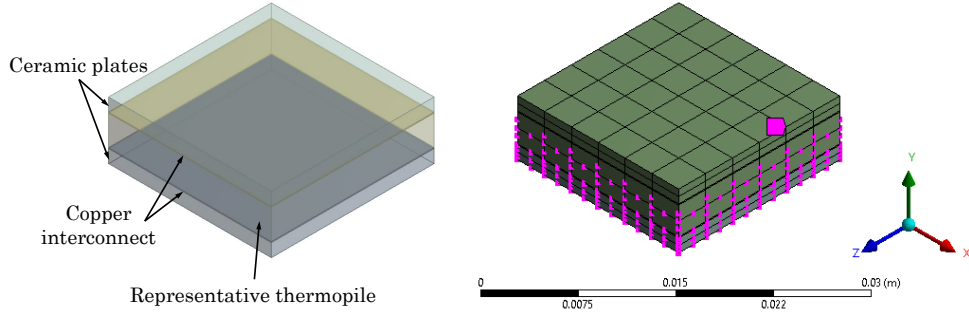 Ceramic plates
Copper
interconnect
Representative thermopile
Y
Z
X
0
0.015
0.03 (m)
0.0075
0.022